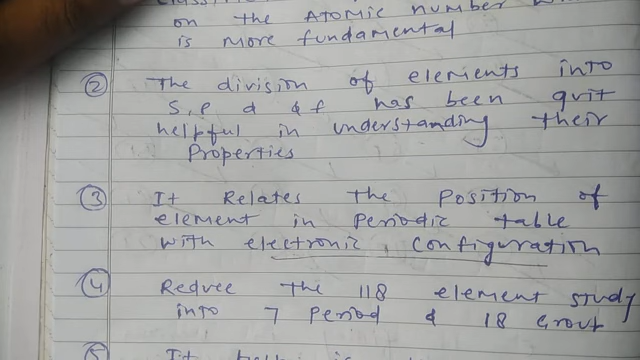 on the Atomic number
is more fundamental
② The division of elements into
S, P d & f has been quit
helpful in understanding their
Properties
③ It Relates the Position of
element in Periodic table
with electronic configuration
④ Reduce the 118 element study
into 7 Period & 18 Group
⑤ It